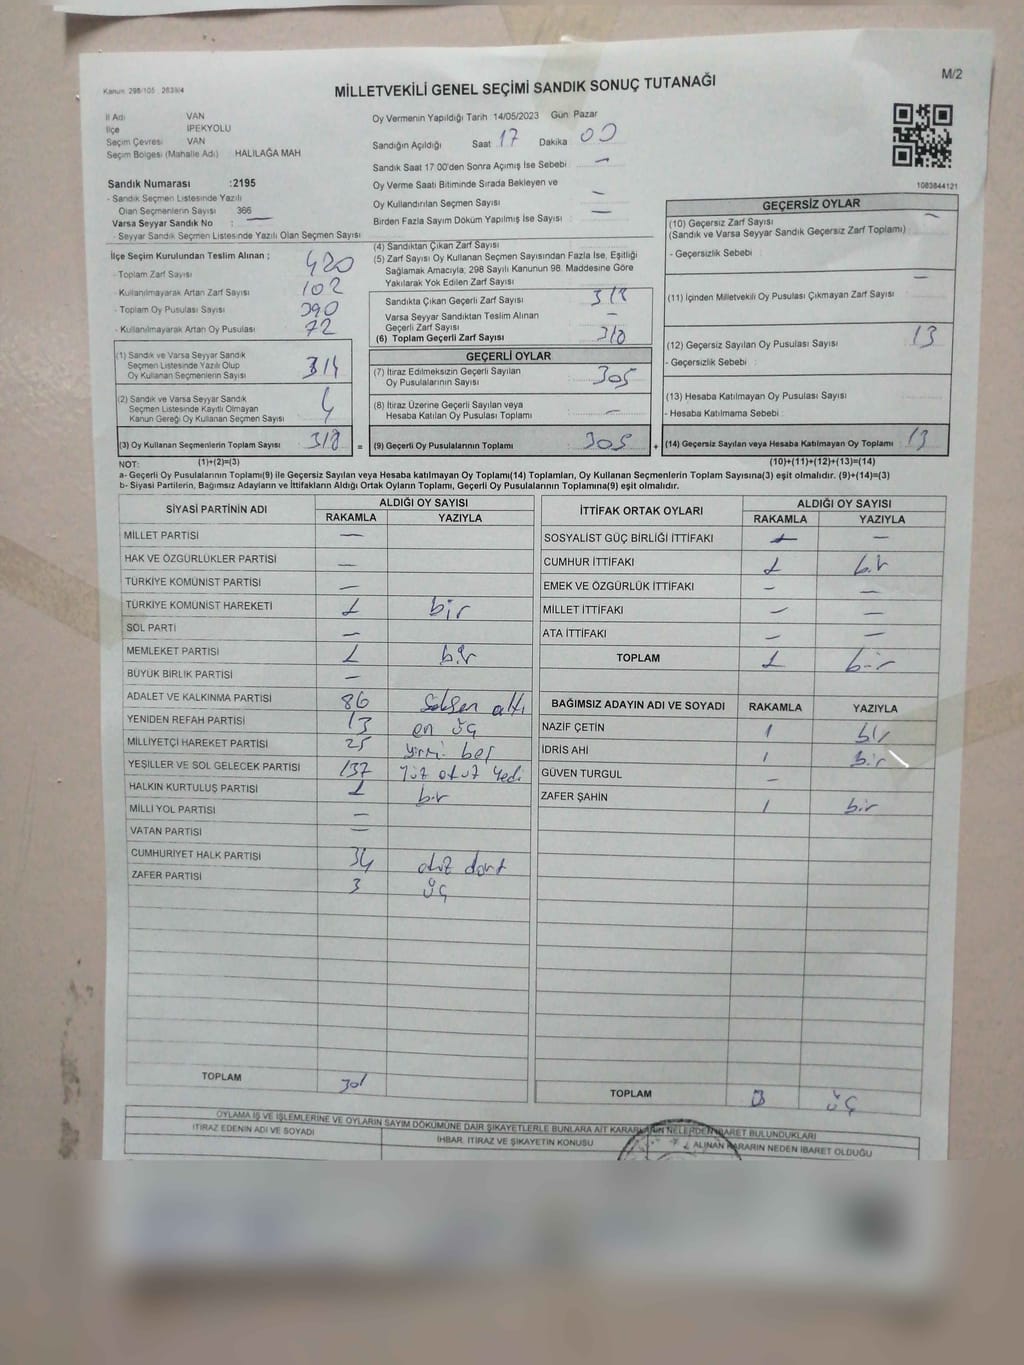 Kanun 298/105
M/2
MİLLETVEKİLİ GENEL SEÇİMİ SANDIK SONUÇ TUTANAĞI
İl Adı VAN
İlçe İPEKYOLU
Seçim Çevresi VAN
Seçim Bölgesi (Mahalle Adı) HALİLAĞA MAH
Sandık Numarası :2195
- Sandık Seçmen Listesinde Yazılı
Olan Seçmenlerin Sayısı 366
Varsa Seyyar Sandık No : —
- Seyyar Sandık Seçmen Listesinde Yazılı Olan Seçmen Sayısı
Oy Vermenin Yapıldığı Tarih 14/05/2023 Gün: Pazar
Sandığın Açıldığı Saat 17 Dakika 00
Sandık Saat 17 00'den Sonra Açımış İse Sebebi : —
Oy Verme Saati Bitiminde Sırada Bekleyen ve
Oy Kullandırılan Seçmen Sayısı —
Birden Fazla Sayım Döküm Yapılmış İse Sayısı : —
1083844121
İlçe Seçim Kurulundan Teslim Alınan ;
- Toplam Zarf Sayısı 420
- Kullanılmayarak Artan Zarf Sayısı 102
- Toplam Oy Pusulası Sayısı 390
- Kullanılmayarak Artan Oy Pusulası 72
(1) Sandık ve Varsa Seyyar Sandık
Seçmen Listesinde Yazılı Olup
Oy Kullanan Seçmenlerin Sayısı 314
(2) Sandık ve Varsa Seyyar Sandık
Seçmen Listesinde Kayıtlı Olmayan
Kanun Gereği Oy Kullanan Seçmen Sayısı 4
(3) Oy Kullanan Seçmenlerin Toplam Sayısı 318
(4) Sandıktan Çıkan Zarf Sayısı
(5) Zarf Sayısı Oy Kullanan Seçmen Sayısından Fazla İse, Eşitliği
Sağlamak Amacıyla, 298 Sayılı Kanunun 98. Maddesine Göre
Yakılarak Yok Edilen Zarf Sayısı
Sandıkta Çıkan Geçerli Zarf Sayısı 318
Varsa Seyyar Sandıktan Teslim Alınan
Geçerli Zarf Sayısı —
(6) Toplam Geçerli Zarf Sayısı 318
GEÇERLİ OYLAR
(7) İtiraz Edilmeksizin Geçerli Sayılan
Oy Pusulalarının Sayısı 305
(8) İtiraz Üzerine Geçerli Sayılan veya
Hesaba Katılan Oy Pusulası Toplamı —
= (9) Geçerli Oy Pusulalarının Toplamı 305 +
GEÇERSİZ OYLAR
(10) Geçersiz Zarf Sayısı —
(Sandık ve Varsa Seyyar Sandık Geçersiz Zarf Toplamı)
- Geçersizlik Sebebi :
(11) İçinden Milletvekili Oy Pusulası Çıkmayan Zarf Sayısı —
(12) Geçersiz Sayılan Oy Pusulası Sayısı 13
- Geçersizlik Sebebi :
(13) Hesaba Katılmayan Oy Pusulası Sayısı
- Hesaba Katılmama Sebebi :
(14) Geçersiz Sayılan veya Hesaba Katılmayan Oy Toplamı 13
NOT: (1)+(2)=(3) (10)+(11)+(12)+(13)=(14)
a- Geçerli Oy Pusulalarının Toplamı(9) ile Geçersiz Sayılan veya Hesaba katılmayan Oy Toplamı(14) Toplamları, Oy Kullanan Seçmenlerin Toplam Sayısına(3) eşit olmalıdır. (9)+(14)=(3)
b- Siyasi Partilerin, Bağımsız Adayların ve İttifakların Aldığı Ortak Oyların Toplamı, Geçerli Oy Pusulalarının Toplamına(9) eşit olmalıdır.
SİYASİ PARTİNİN ADI ALDIĞI OY SAYISI
RAKAMLA YAZIYLA
MİLLET PARTİSİ —
HAK VE ÖZGÜRLÜKLER PARTİSİ —
TÜRKİYE KOMÜNİST PARTİSİ —
TÜRKİYE KOMÜNİST HAREKETİ 1 bir
SOL PARTİ —
MEMLEKET PARTİSİ 1 bir
BÜYÜK BİRLİK PARTİSİ —
ADALET VE KALKINMA PARTİSİ 86 seksen altı
YENİDEN REFAH PARTİSİ 13 on üç
MİLLİYETÇİ HAREKET PARTİSİ 25 yirmi beş
YEŞİLLER VE SOL GELECEK PARTİSİ 137 Yüz otuz yedi
HALKIN KURTULUŞ PARTİSİ 1 bir
MİLLİ YOL PARTİSİ —
VATAN PARTİSİ —
CUMHURİYET HALK PARTİSİ 34 otuz dört
ZAFER PARTİSİ 3 üç
TOPLAM 301
İTTİFAK ORTAK OYLARI ALDIĞI OY SAYISI
RAKAMLA YAZIYLA
SOSYALİST GÜÇ BİRLİĞİ İTTİFAKI — —
CUMHUR İTTİFAKI 1 bir
EMEK VE ÖZGÜRLÜK İTTİFAKI — —
MİLLET İTTİFAKI — —
ATA İTTİFAKI — —
TOPLAM 1 bir
BAĞIMSIZ ADAYIN ADI VE SOYADI RAKAMLA YAZIYLA
NAZİF ÇETİN 1 bir
İDRİS AHİ 1 bir
GÜVEN TURGUL —
ZAFER ŞAHİN 1 bir
TOPLAM 3 üç
OYLAMA İŞ VE İŞLEMLERİNE VE OYLARIN SAYIM DÖKÜMÜNE DAİR ŞİKAYETLERLE BUNLARA AİT KARARLARIN NELERDEN İBARET BULUNDUKLARI
İTİRAZ EDENİN ADI VE SOYADI
İHBAR, İTİRAZ VE ŞİKAYETİN KONUSU
ALINAN KARARIN NEDEN İBARET OLDUĞU